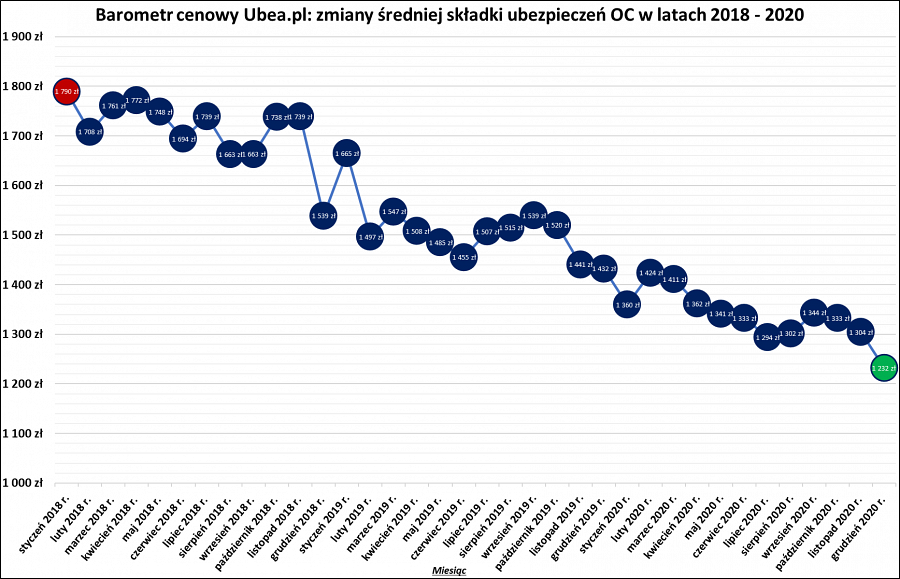 Barometr cenowy Ubea.pl: zmiany średniej składki ubezpieczeń OC w latach 2018 - 2020
1 900 zł
1 800 zł
1 700 zł
1 600 zł
1 500 zł
1 400 zł
1 300 zł
1 200 zł
1 100 zł
1 000 zł
1 790 zł
1 708 zł
1 761 zł
1 772 zł
1 748 zł
1 694 zł
1 739 zł
1 663 zł
1 663 zł
1 738 zł
1 739 zł
1 539 zł
1 665 zł
1 497 zł
1 547 zł
1 508 zł
1 485 zł
1 455 zł
1 507 zł
1 515 zł
1 539 zł
1 520 zł
1 441 zł
1 432 zł
1 360 zł
1 424 zł
1 411 zł
1 362 zł
1 341 zł
1 333 zł
1 294 zł
1 302 zł
1 344 zł
1 333 zł
1 304 zł
1 232 zł
styczeń 2018 r.
luty 2018 r.
marzec 2018 r.
kwiecień 2018 r.
maj 2018 r.
czerwiec 2018 r.
lipiec 2018 r.
sierpień 2018 r.
wrzesień 2018 r.
październik 2018 r.
listopad 2018 r.
grudzień 2018 r.
styczeń 2019 r.
luty 2019 r.
marzec 2019 r.
kwiecień 2019 r.
maj 2019 r.
czerwiec 2019 r.
lipiec 2019 r.
sierpień 2019 r.
wrzesień 2019 r.
październik 2019 r.
listopad 2019 r.
grudzień 2019 r.
styczeń 2020 r.
luty 2020 r.
marzec 2020 r.
kwiecień 2020 r.
maj 2020 r.
czerwiec 2020 r.
lipiec 2020 r.
sierpień 2020 r.
wrzesień 2020 r.
październik 2020 r.
listopad 2020 r.
grudzień 2020 r.
Miesiąc